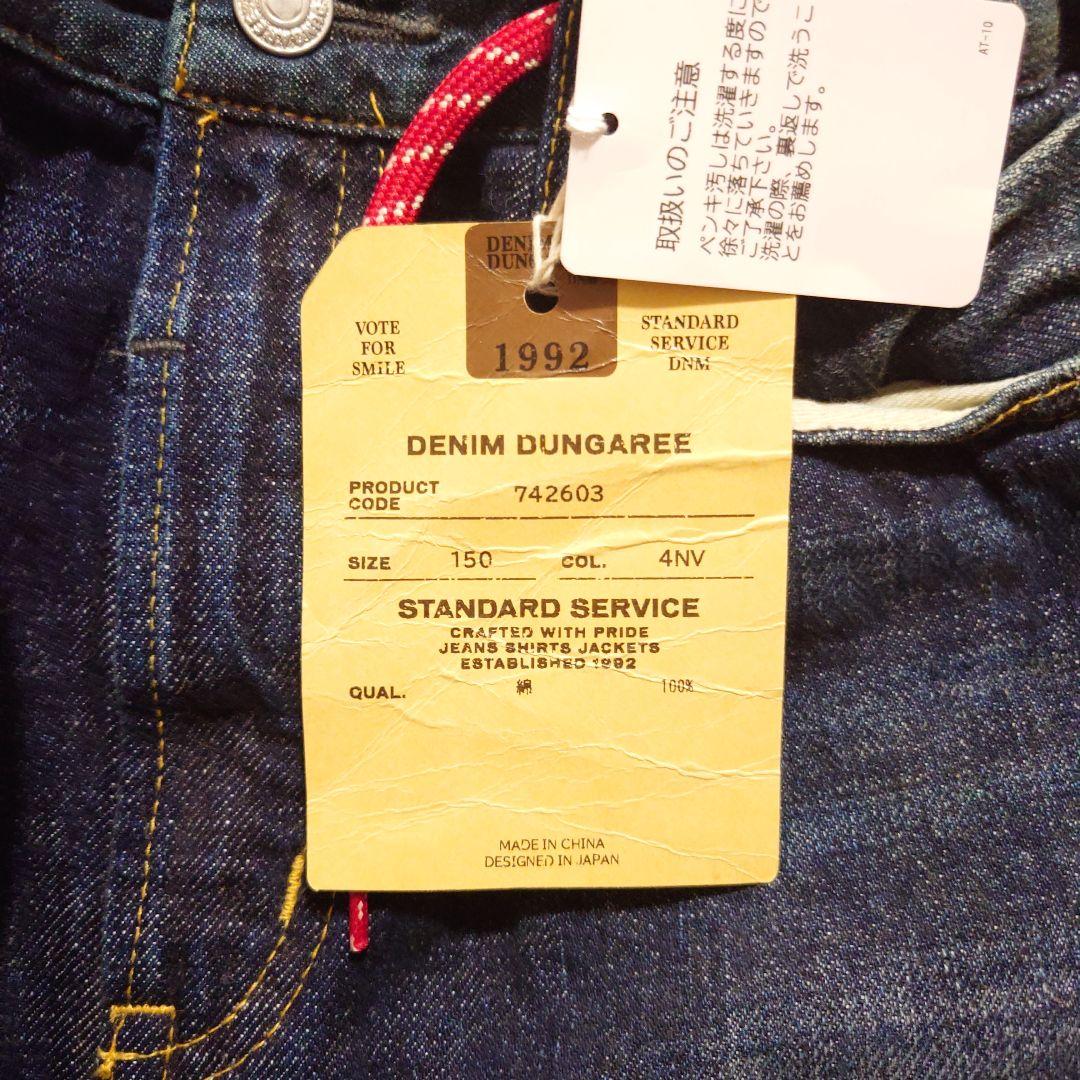 AT-10
取扱いのご注意
ペンキ汚しは洗濯する度に
徐々に落ちていきますので
ご了承下さい。
洗濯の際、裏返しで洗うこ
とをお薦めします。
1992
VOTE
FOR
SMILE
STANDARD
SERVICE
DNM
DENIM DUNGAREE
PRODUCT
CODE
742603
SIZE 150 COL. 4NV
STANDARD SERVICE
CRAFTED WITH PRIDE
JEANS SHIRTS JACKETS
ESTABLISHED 1992
QUAL. 綿 100%
MADE IN CHINA
DESIGNED IN JAPAN